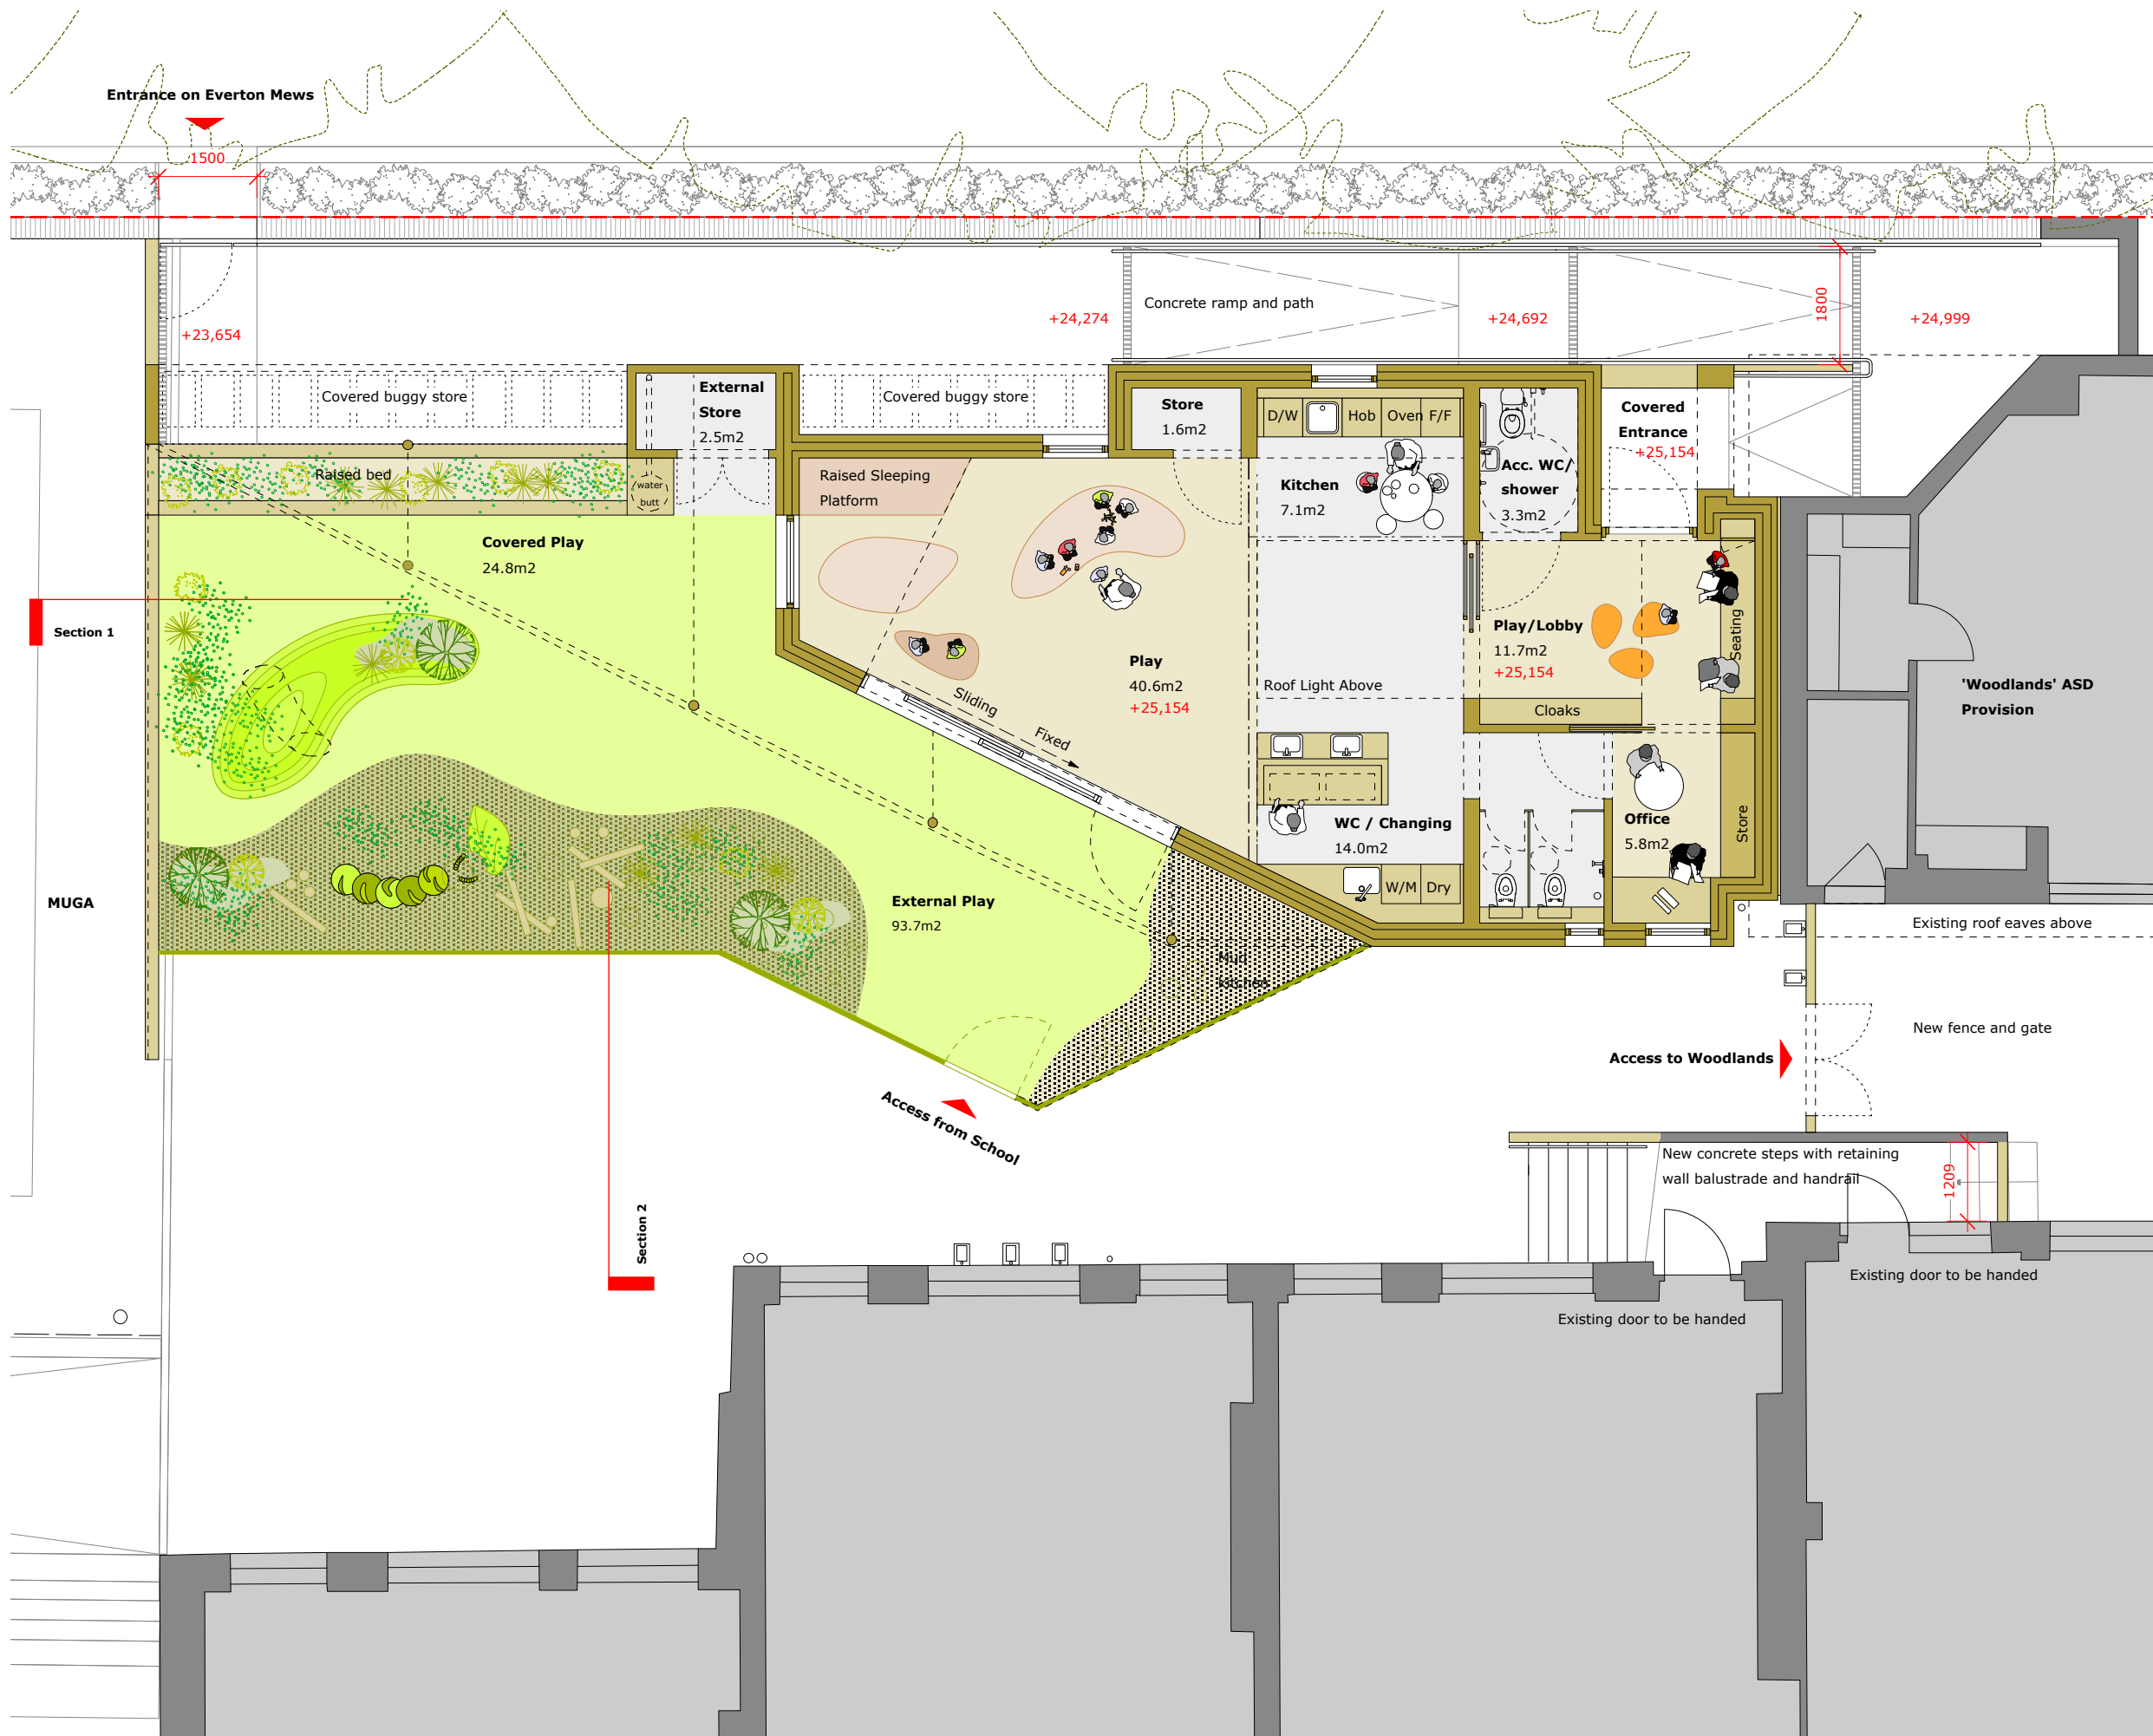 Entrance on Everton Mews
1500
Concrete ramp and path
+23,654
+24,274
+24,692
1800
+24,999
Covered buggy store
External
Store
2.5m2
Covered buggy store
Store
1.6m2
D/W
Hob
Oven
F/F
Covered
Entrance
+25,154
Raised bed
water
butt
Raised Sleeping
Platform
Kitchen
7.1m2
Acc. WC/
shower
3.3m2
Covered Play
24.8m2
Section 1
Play
40.6m2
+25,154
Roof Light Above
Play/Lobby
11.7m2
+25,154
Seating
Cloaks
'Woodlands' ASD
Provision
Sliding
Fixed
WC / Changing
14.0m2
Office
5.8m2
Store
W/M
Dry
MUGA
External Play
93.7m2
Mud
kitchen
Existing roof eaves above
New fence and gate
Access to Woodlands
Access from School
New concrete steps with retaining
wall balustrade and handrail
1209
Section 2
Existing door to be handed
Existing door to be handed